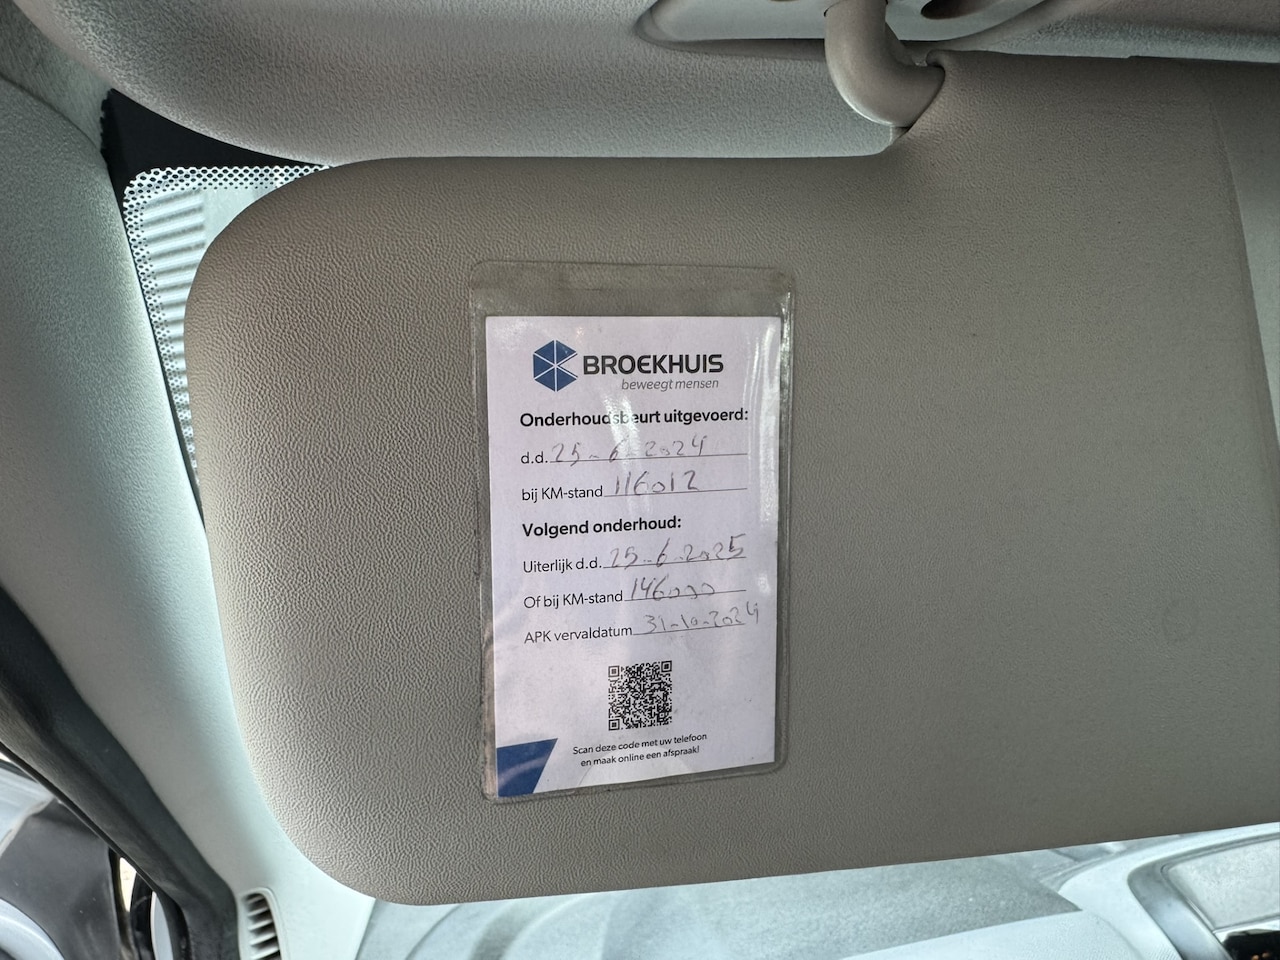 BROEKHUIS
beweegt mensen
Onderhoudsbeurt uitgevoerd:
d.d. 25-6-2024
bij KM-stand 116012
Volgend onderhoud:
Uiterlijk d.d. 25-6-2025
Of bij KM-stand 146000
APK vervaldatum 31-10-2024
Scan deze code met uw telefoon
en maak online een afspraak!